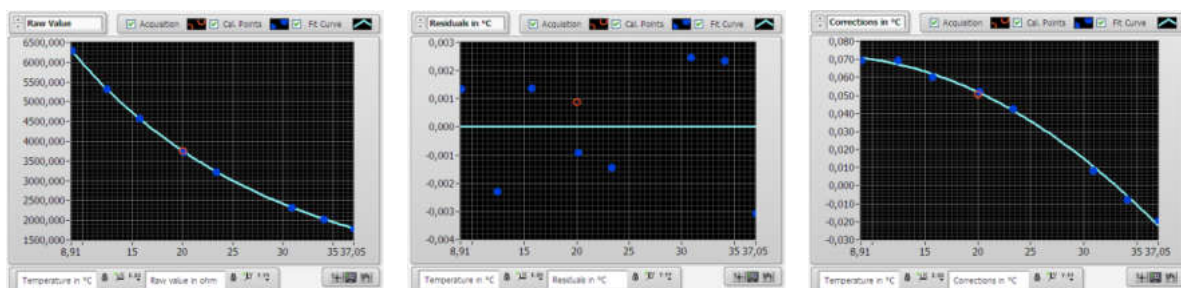 Raw Value
Acquisition
Cal. Points
Fit Curve
6500,000
6000,000
5500,000
5000,000
4500,000
4000,000
3500,000
3000,000
2500,000
2000,000
1500,000
8,91
15
20
25
30
35 37,05
Temperature in °C
Raw value in ohm
Residuals in °C
Acquisition
Cal. Points
Fit Curve
0,003
0,002
0,001
0,000
-0,001
-0,002
-0,003
-0,004
8,91
15
20
25
30
35 37,05
Temperature in °C
Residuals in °C
Corrections in °C
Acquisition
Cal. Points
Fit Curve
0,080
0,070
0,060
0,050
0,040
0,030
0,020
0,010
0,000
-0,010
-0,020
-0,030
8,91
15
20
25
30
35 37,05
Temperature in °C
Corrections in °C